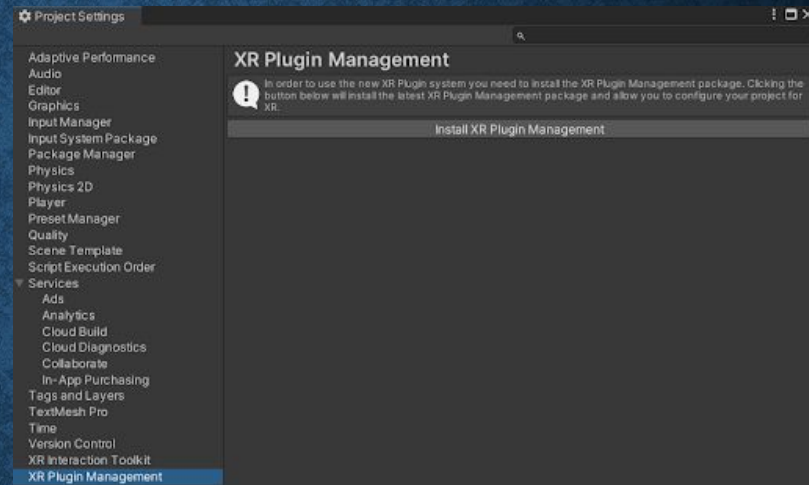 Project Settings
Adaptive Performance
Audio
Editor
Graphics
Input Manager
Input System Package
Package Manager
Physics
Physics 2D
Player
Preset Manager
Quality
Scene Template
Script Execution Order
Services
Ads
Analytics
Cloud Build
Cloud Diagnostics
Collaborate
In-App Purchasing
Tags and Layers
TextMesh Pro
Time
Version Control
XR Interaction Toolkit
XR Plugin Management
XR Plugin Management
In order to use the new XR Plugin system you need to install the XR Plugin Management package. Clicking the
button below will install the latest XR Plugin Management package and allow you to configure your project for
XR.
Install XR Plugin Management